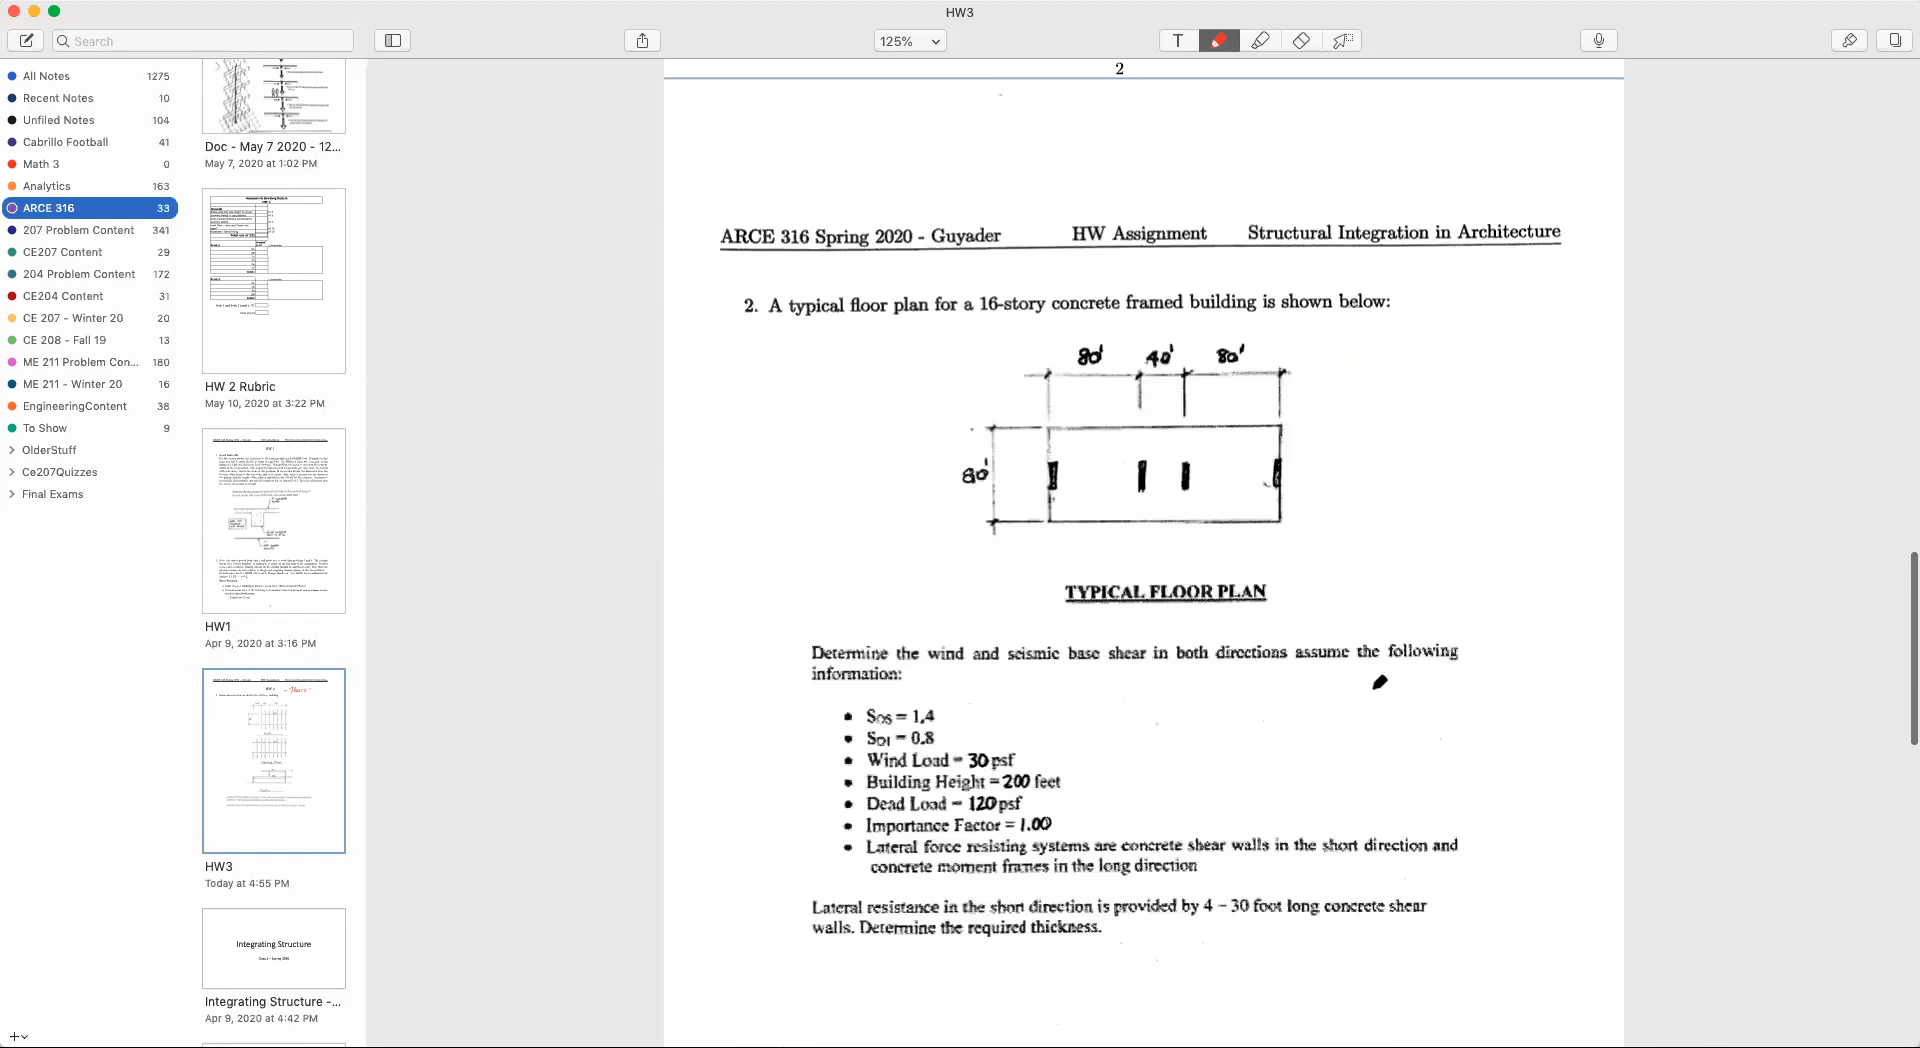 HW3
Search
125%
T
All Notes 1275
Recent Notes 10
Unfiled Notes 104
Cabrillo Football 41
Math 3 0
Analytics 163
ARCE 316 33
207 Problem Content 341
CE207 Content 29
204 Problem Content 172
CE204 Content 31
CE 207 - Winter 20 20
CE 208 - Fall 19 13
ME 211 Problem Con... 180
ME 211 - Winter 20 16
EngineeringContent 38
To Show 9
OlderStuff
Ce207Quizzes
Final Exams
Doc - May 7 2020 - 12...
May 7, 2020 at 1:02 PM
HW 2 Rubric
May 10, 2020 at 3:22 PM
HW1
Apr 9, 2020 at 3:16 PM
HW3
Today at 4:55 PM
Integrating Structure
Integrating Structure -...
Apr 9, 2020 at 4:42 PM
2
ARCE 316 Spring 2020 - Guyader HW Assignment Structural Integration in Architecture
2. A typical floor plan for a 16-story concrete framed building is shown below:
80' 40' 80'
80'
TYPICAL FLOOR PLAN
Determine the wind and seismic base shear in both directions assume the following
information:
• SDS = 1.4
• SD1 = 0.8
• Wind Load = 30 psf
• Building Height = 200 feet
• Dead Load = 120 psf
• Importance Factor = 1.00
• Lateral force resisting systems are concrete shear walls in the short direction and
concrete moment frames in the long direction
Lateral resistance in the short direction is provided by 4 – 30 foot long concrete shear
walls. Determine the required thickness.